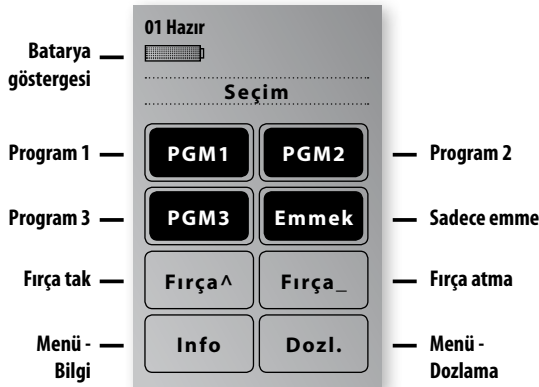 01 Hazır
Batarya
göstergesi
Seçim
Program 1
PGM1
PGM2
Program 2
Program 3
PGM3
Emmek
Sadece emme
Fırça tak
Fırça^
Fırça_
Fırça atma
Menü -
Bilgi
Info
Dozl.
Menü -
Dozlama